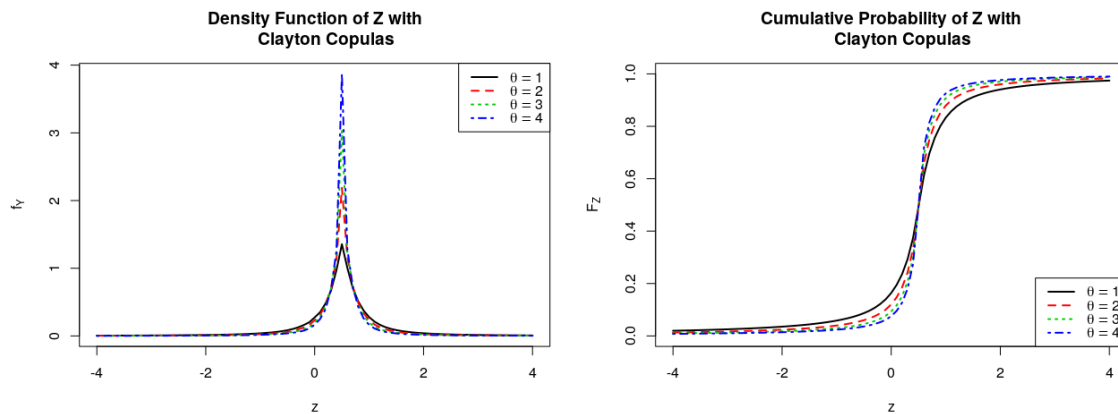 Density Function of Z with
Clayton Copulas
f_Y
4
3
2
1
0
-4 -2 0 2 4
z
θ = 1
θ = 2
θ = 3
θ = 4
Cumulative Probability of Z with
Clayton Copulas
F_Z
1.0
0.8
0.6
0.4
0.2
0.0
-4 -2 0 2 4
z
θ = 1
θ = 2
θ = 3
θ = 4